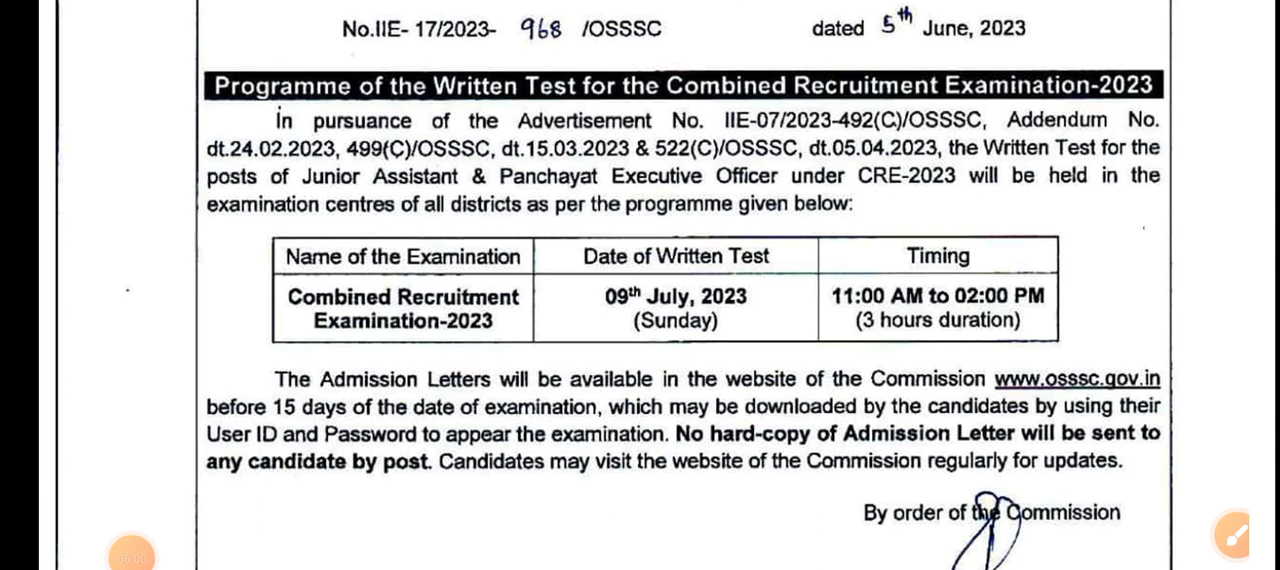 No.IIE- 17/2023- 968 /OSSSC dated 5th June, 2023
Programme of the Written Test for the Combined Recruitment Examination-2023
In pursuance of the Advertisement No. IIE-07/2023-492(C)/OSSSC, Addendum No.
dt.24.02.2023, 499(C)/OSSSC, dt.15.03.2023 & 522(C)/OSSSC, dt.05.04.2023, the Written Test for the
posts of Junior Assistant & Panchayat Executive Officer under CRE-2023 will be held in the
examination centres of all districts as per the programme given below:
Name of the Examination Date of Written Test Timing
Combined Recruitment 09th July, 2023 11:00 AM to 02:00 PM
Examination-2023 (Sunday) (3 hours duration)
The Admission Letters will be available in the website of the Commission www.osssc.gov.in
before 15 days of the date of examination, which may be downloaded by the candidates by using their
User ID and Password to appear the examination. No hard-copy of Admission Letter will be sent to
any candidate by post. Candidates may visit the website of the Commission regularly for updates.
By order of the Commission
06:00